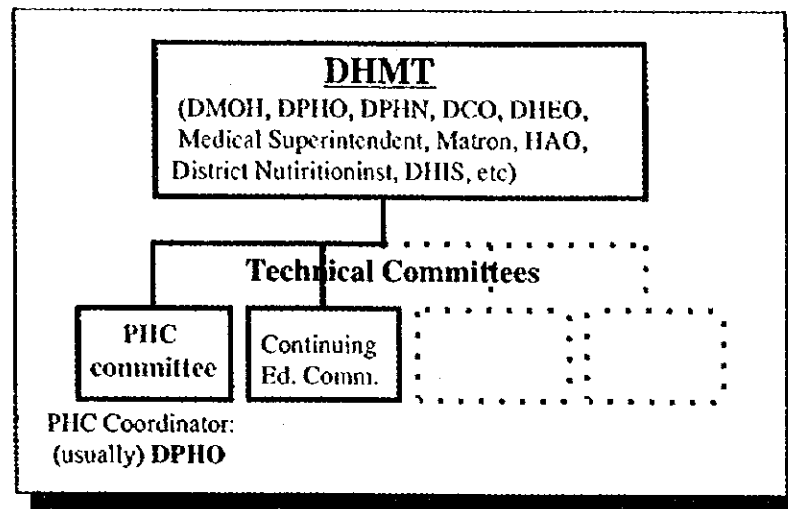 DHMT
(DMOH, DPHO, DPHN, DCO, DHEO,
Medical Superintendent, Matron, HAO,
District Nutiritioninst, DHIS, etc)
Technical Committees
PHC
committee
Continuing
Ed. Comm.
PHC Coordinator:
(usually) DPHO